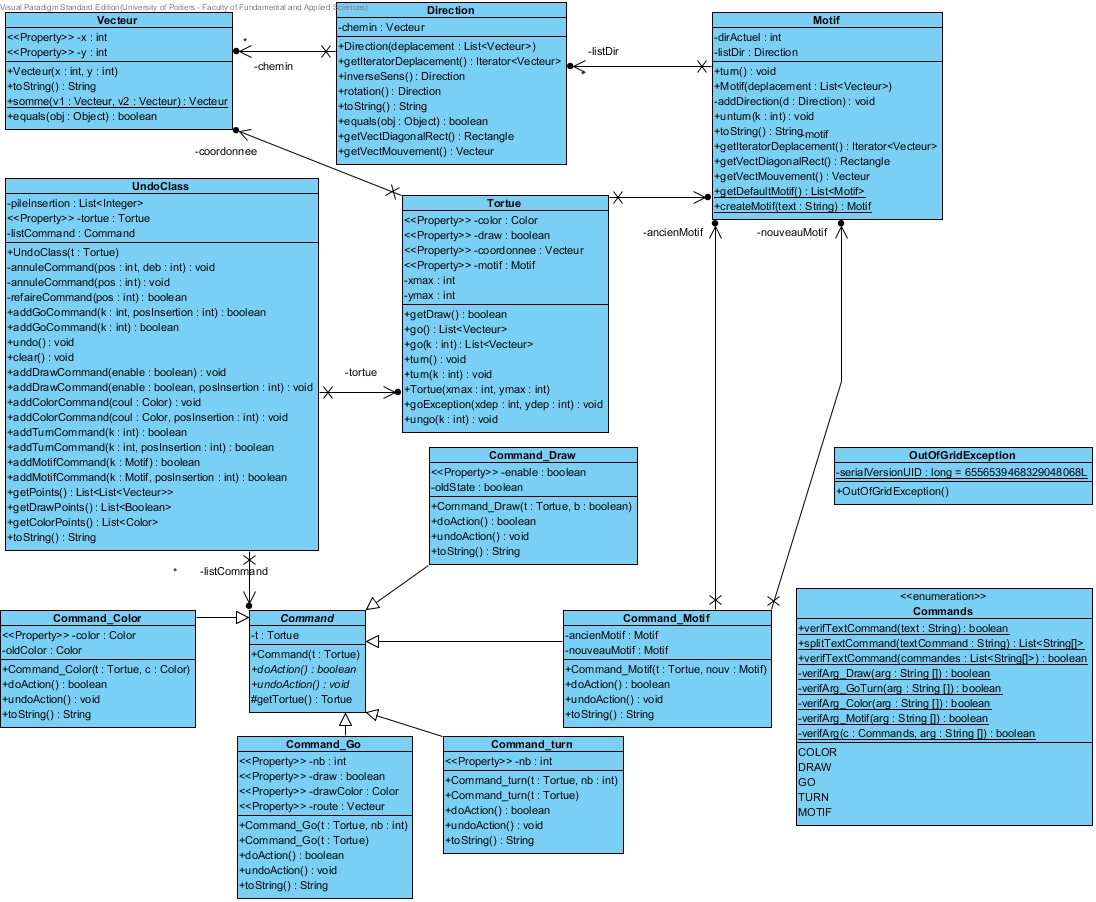 Visual Paradigm Standard Edition(University of Poitiers - Faculty of Fundamental and Applied Sciences)
Vecteur
<<Property>> -x : int
<<Property>> -y : int
+Vecteur(x : int, y : int)
+toString() : String
+somme(v1 : Vecteur, v2 : Vecteur) : Vecteur
+equals(obj : Object) : boolean
*
-chemin
Direction
-chemin : Vecteur
+Direction(deplacement : List<Vecteur>)
+getIteratorDeplacement() : Iterator<Vecteur>
+inverseSens() : Direction
+rotation() : Direction
+toString() : String
+equals(obj : Object) : boolean
+getVectDiagonalRect() : Rectangle
+getVectMouvement() : Vecteur
-listDir
*
Motif
-dirActuel : int
-listDir : Direction
+turn() : void
+Motif(deplacement : List<Vecteur>)
-addDirection(d : Direction) : void
+unturn(k : int) : void
+toString() : String
-motif
+getIteratorDeplacement() : Iterator<Vecteur>
+getVectDiagonalRect() : Rectangle
+getVectMouvement() : Vecteur
+getDefaultMotif() : List<Motif>
+createMotif(text : String) : Motif
-coordonnee
UndoClass
-pileInsertion : List<Integer>
<<Property>> -tortue : Tortue
-listCommand : Command
+UndoClass(t : Tortue)
-annuleCommand(pos : int, deb : int) : void
-annuleCommand(pos : int) : void
-refaireCommand(pos : int) : boolean
+addGoCommand(k : int, posInsertion : int) : boolean
+addGoCommand(k : int) : boolean
+undo() : void
+clear() : void
+addDrawCommand(enable : boolean) : void
+addDrawCommand(enable : boolean, posInsertion : int) : void
+addColorCommand(coul : Color) : void
+addColorCommand(coul : Color, posInsertion : int) : void
+addTurnCommand(k : int) : boolean
+addTurnCommand(k : int, posInsertion : int) : boolean
+addMotifCommand(k : Motif) : boolean
+addMotifCommand(k : Motif, posInsertion : int) : boolean
+getPoints() : List<List<Vecteur>>
+getDrawPoints() : List<Boolean>
+getColorPoints() : List<Color>
+toString() : String
-tortue
Tortue
<<Property>> -color : Color
<<Property>> -draw : boolean
<<Property>> -coordonnee : Vecteur
<<Property>> -motif : Motif
-xmax : int
-ymax : int
+getDraw() : boolean
+go() : List<Vecteur>
+go(k : int) : List<Vecteur>
+turn() : void
+turn(k : int) : void
+Tortue(xmax : int, ymax : int)
+goException(xdep : int, ydep : int) : void
+ungo(k : int) : void
-ancienMotif
-nouveauMotif
Command_Draw
<<Property>> -enable : boolean
-oldState : boolean
+Command_Draw(t : Tortue, b : boolean)
+doAction() : boolean
+undoAction() : void
+toString() : String
OutOfGridException
-serialVersionUID : long = 6556539468329048068L
+OutOfGridException()
*
-listCommand
Command_Color
<<Property>> -color : Color
-oldColor : Color
+Command_Color(t : Tortue, c : Color)
+doAction() : boolean
+undoAction() : void
+toString() : String
Command
-t : Tortue
+Command(t : Tortue)
+doAction() : boolean
+undoAction() : void
#getTortue() : Tortue
Command_Motif
-ancienMotif : Motif
-nouveauMotif : Motif
+Command_Motif(t : Tortue, nouv : Motif)
+doAction() : boolean
+undoAction() : void
+toString() : String
<<enumeration>>
Commands
+verifTextCommand(text : String) : boolean
+splitTextCommand(textCommand : String) : List<String[]>
+verifTextCommand(commandes : List<String[]>) : boolean
-verifArg_Draw(arg : String []) : boolean
-verifArg_GoTurn(arg : String []) : boolean
-verifArg_Color(arg : String []) : boolean
-verifArg_Motif(arg : String []) : boolean
-verifArg(c : Commands, arg : String []) : boolean
COLOR
DRAW
GO
TURN
MOTIF
Command_Go
<<Property>> -nb : int
<<Property>> -draw : boolean
<<Property>> -drawColor : Color
<<Property>> -route : Vecteur
+Command_Go(t : Tortue, nb : int)
+Command_Go(t : Tortue)
+doAction() : boolean
+undoAction() : void
+toString() : String
Command_turn
<<Property>> -nb : int
+Command_turn(t : Tortue, nb : int)
+Command_turn(t : Tortue)
+doAction() : boolean
+undoAction() : void
+toString() : String